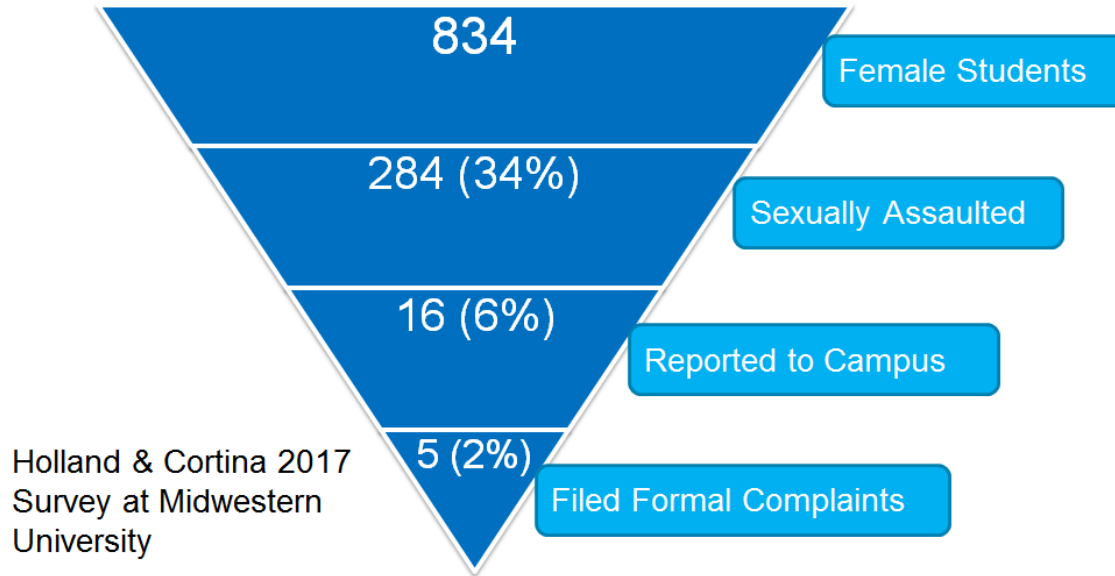 834
Female Students
284 (34%)
Sexually Assaulted
16 (6%)
Reported to Campus
5 (2%)
Filed Formal Complaints
Holland & Cortina 2017
Survey at Midwestern
University